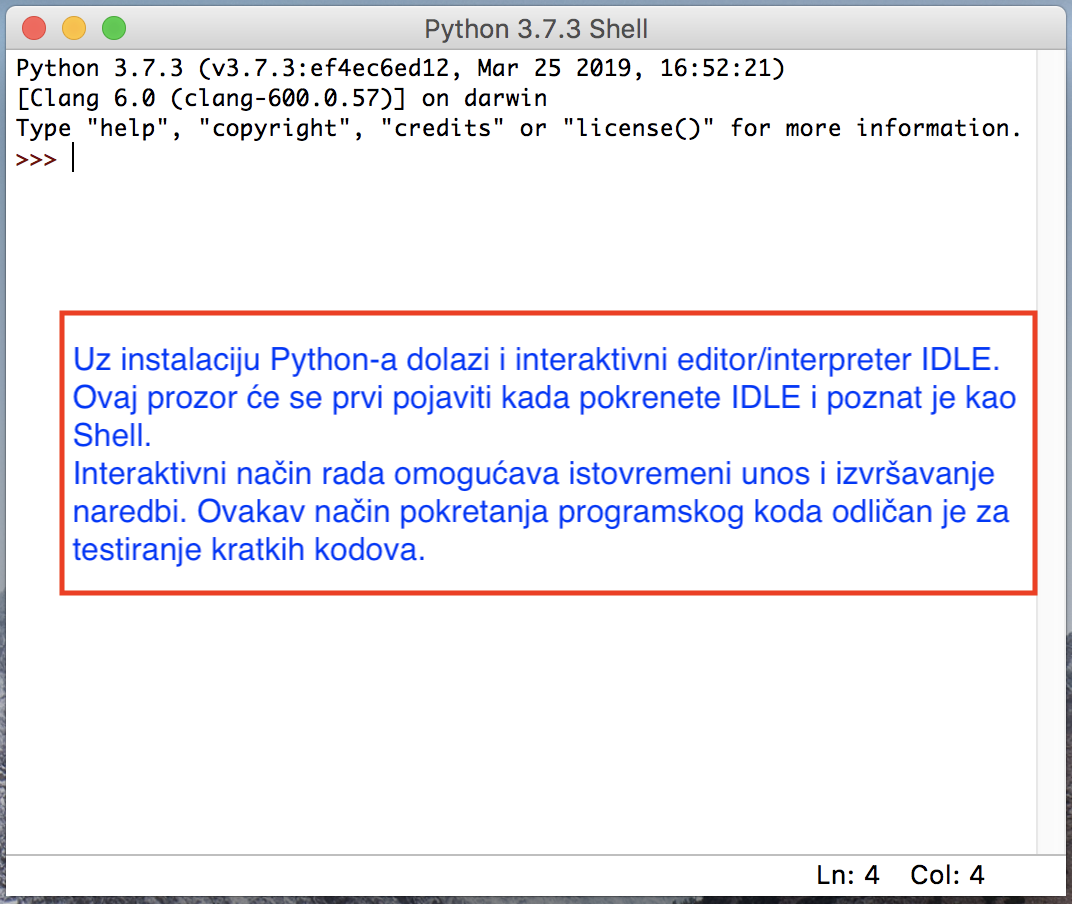 Python 3.7.3 Shell
Python 3.7.3 (v3.7.3:ef4ec6ed12, Mar 25 2019, 16:52:21)
[Clang 6.0 (clang-600.0.57)] on darwin
Type "help", "copyright", "credits" or "license()" for more information.
>>>
Uz instalaciju Python-a dolazi i interaktivni editor/interpreter IDLE.
Ovaj prozor će se prvi pojaviti kada pokrenete IDLE i poznat je kao
Shell.
Interaktivni način rada omogućava istovremeni unos i izvršavanje
naredbi. Ovakav način pokretanja programskog koda odličan je za
testiranje kratkih kodova.
Ln: 4 Col: 4